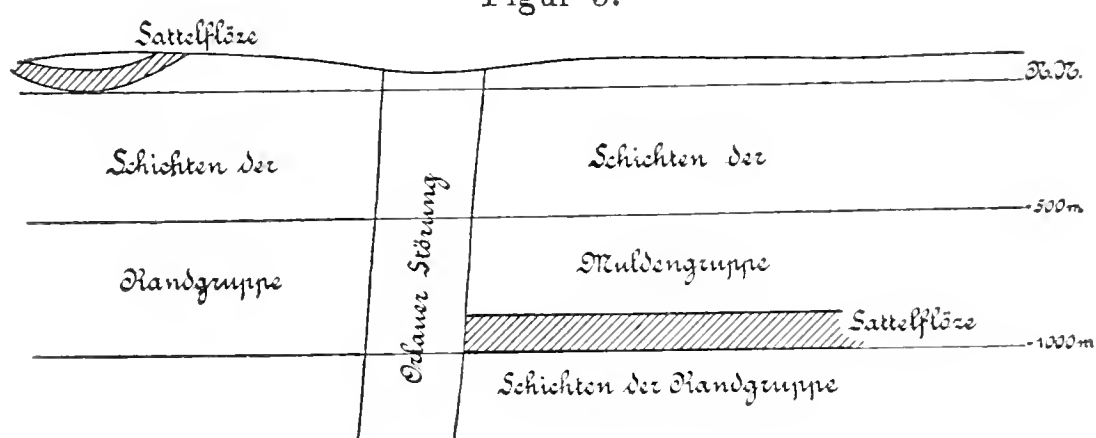 Sattelflöze
N.N.
Schichten der
Schichten der
-500m
Orlauer Störung
Randgruppe
Muldengruppe
Sattelflöze
-1000m
Schichten der Randgruppe